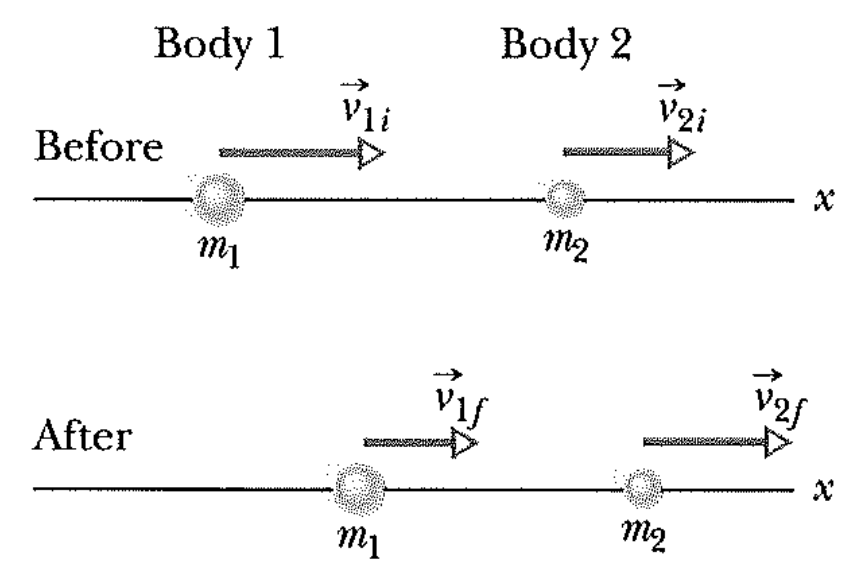 Body 1 Body 2
Before
v⃗1i v⃗2i
x
m1 m2
After
v⃗1f v⃗2f
x
m1 m2